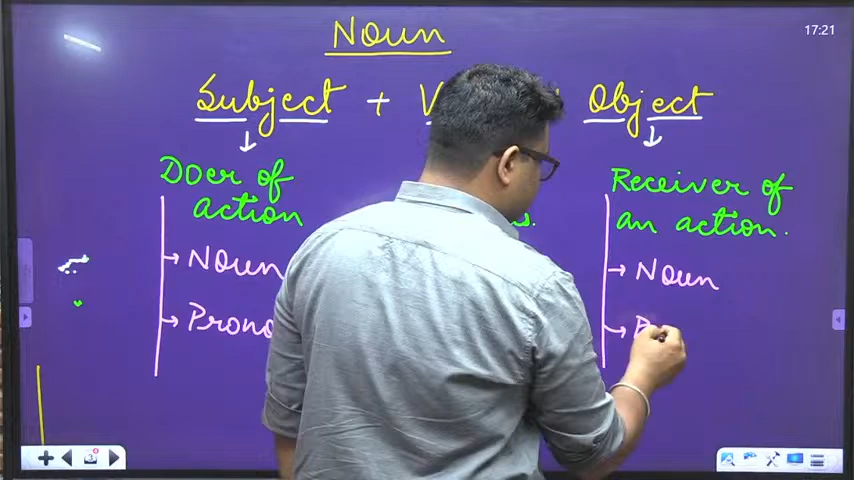 Noun
17:21
Subject + Object
Doer of
action
Receiver of
an action.
Noun
Noun